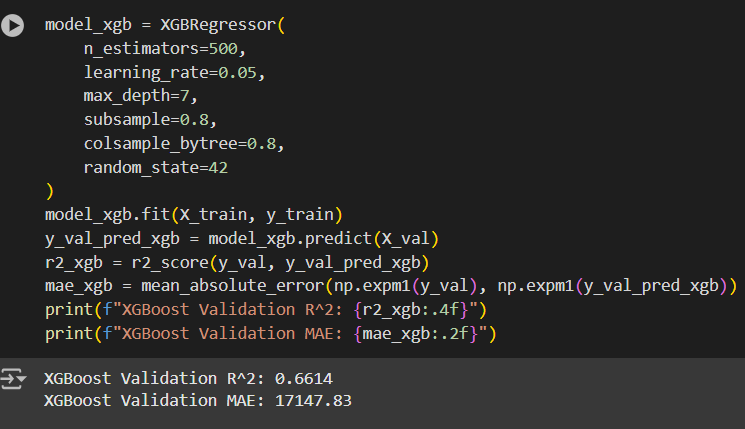 model_xgb = XGBRegressor(
    n_estimators=500,
    learning_rate=0.05,
    max_depth=7,
    subsample=0.8,
    colsample_bytree=0.8,
    random_state=42
)
model_xgb.fit(X_train, y_train)
y_val_pred_xgb = model_xgb.predict(X_val)
r2_xgb = r2_score(y_val, y_val_pred_xgb)
mae_xgb = mean_absolute_error(np.expm1(y_val), np.expm1(y_val_pred_xgb))
print(f"XGBoost Validation R^2: {r2_xgb:.4f}")
print(f"XGBoost Validation MAE: {mae_xgb:.2f}")
XGBoost Validation R^2: 0.6614
XGBoost Validation MAE: 17147.83